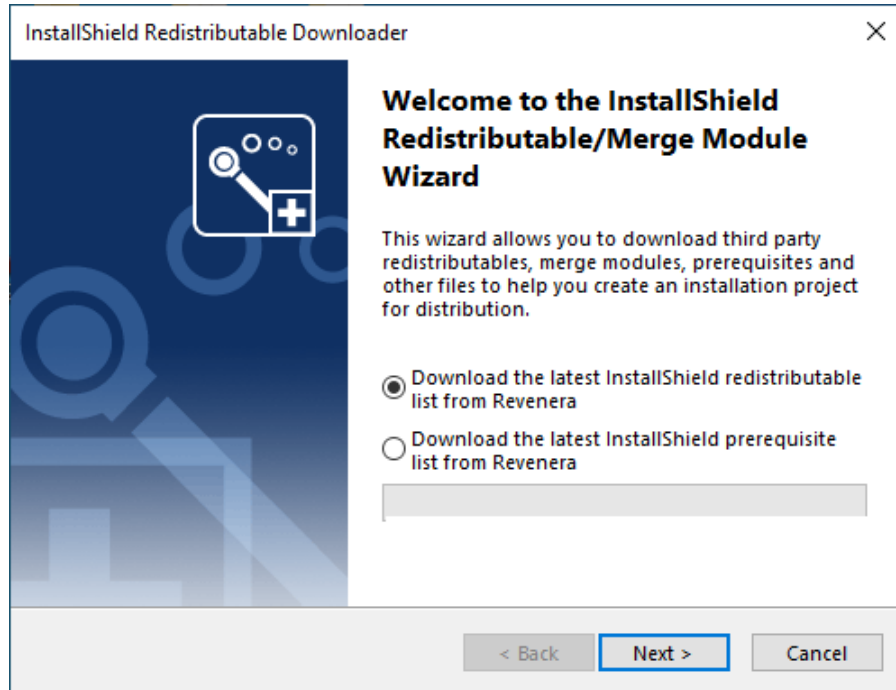 InstallShield Redistributable Downloader
Welcome to the InstallShield
Redistributable/Merge Module
Wizard
This wizard allows you to download third party
redistributables, merge modules, prerequisites and
other files to help you create an installation project
for distribution.
Download the latest InstallShield redistributable
list from Revenera
Download the latest InstallShield prerequisite
list from Revenera
< Back Next > Cancel